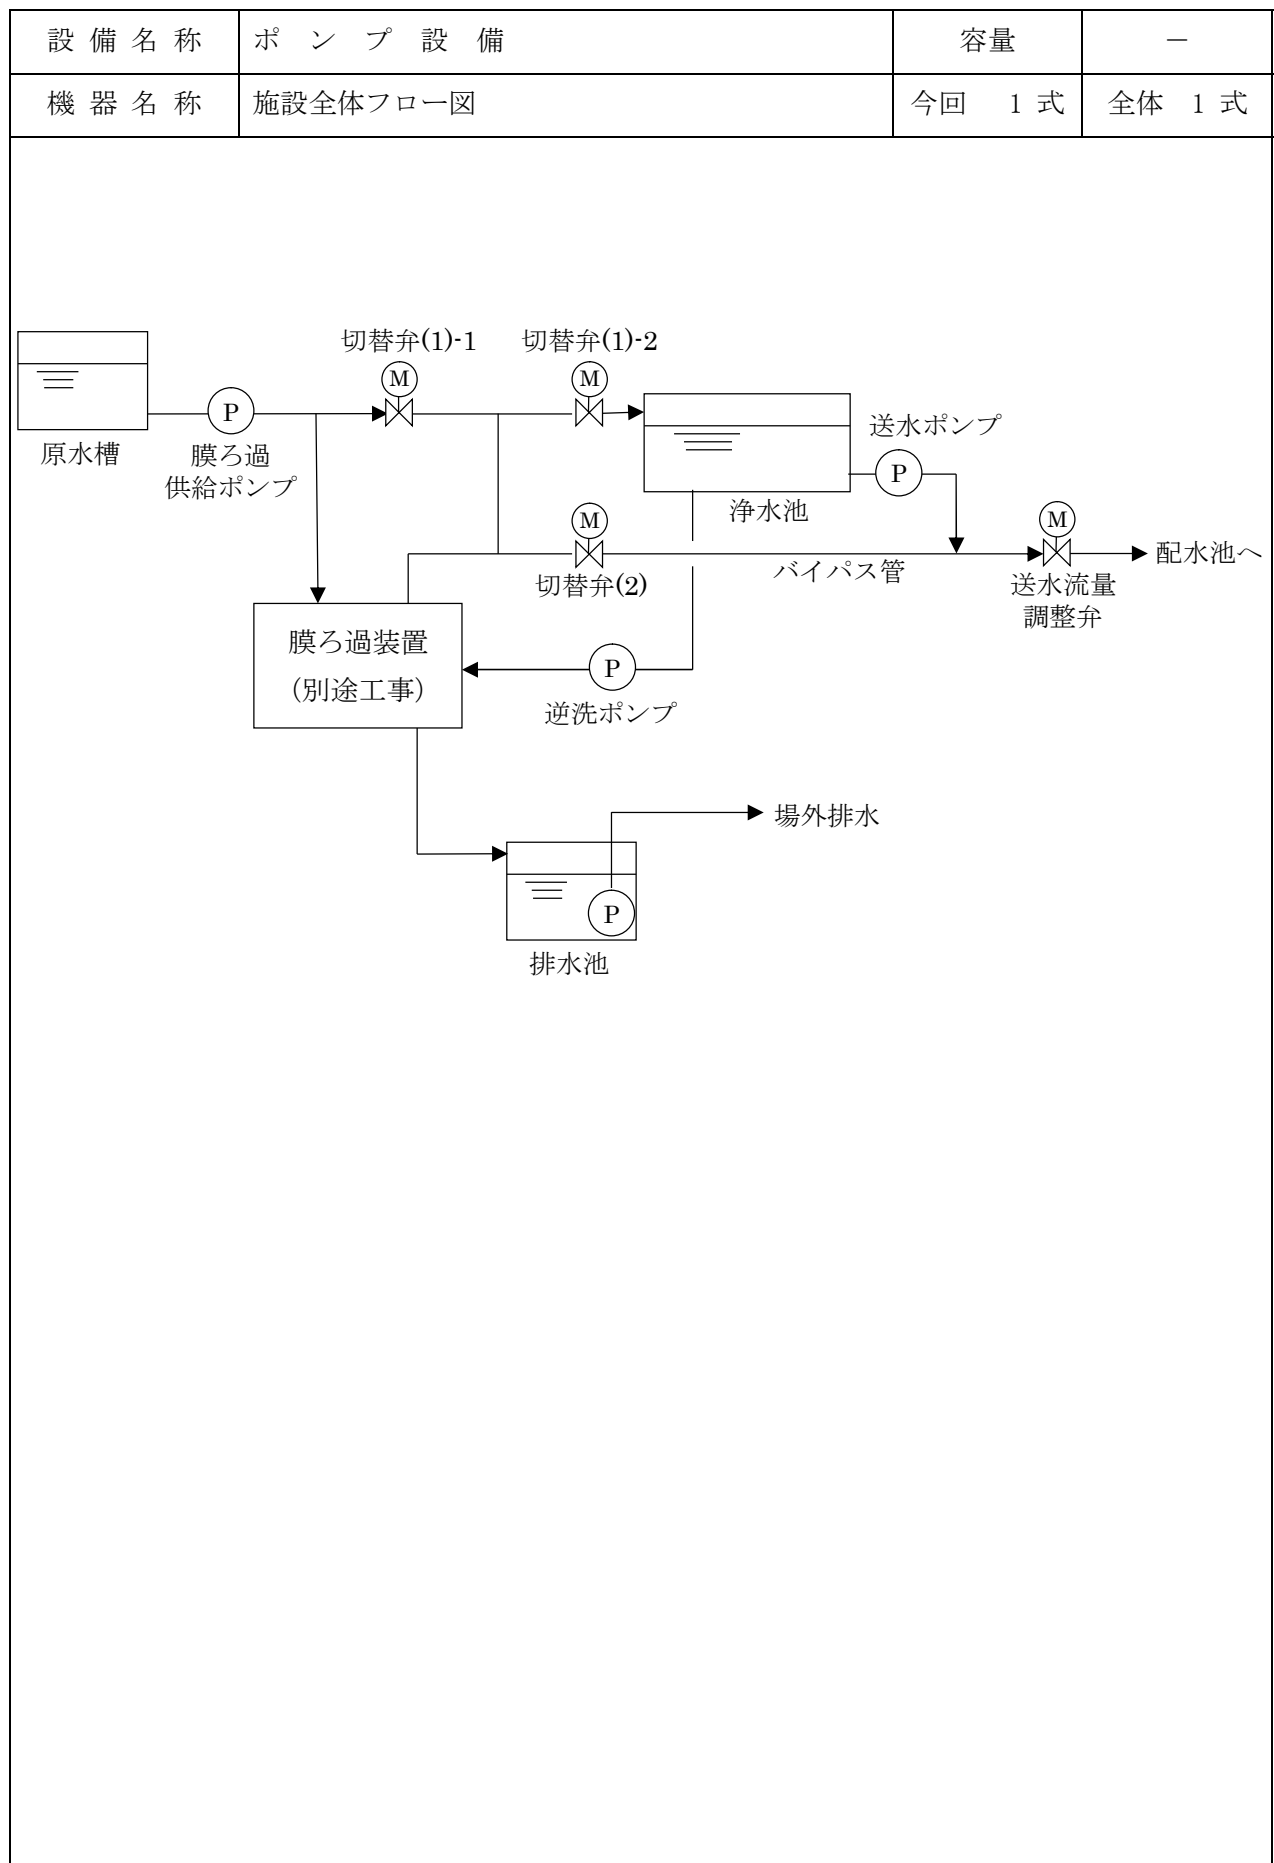 設備名称 ポンプ設備 容量 －
機器名称 施設全体フロー図 今回 1 式 全体 1 式
切替弁(1)-1 切替弁(1)-2
M M
P
原水槽
膜ろ過
供給ポンプ
送水ポンプ
P
浄水池
M
切替弁(2)
バイパス管
M
配水池へ
送水流量
調整弁
膜ろ過装置
(別途工事)
P
逆洗ポンプ
場外排水
P
排水池